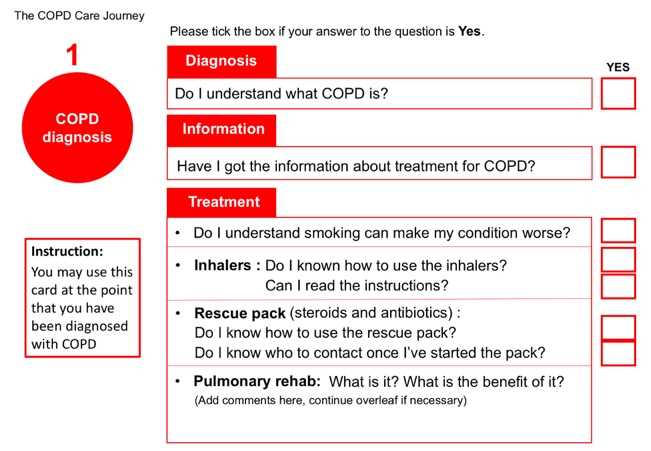 The COPD Care Journey
Please tick the box if your answer to the question is Yes.
1
COPD
diagnosis
Diagnosis
YES
Do I understand what COPD is?
Information
Have I got the information about treatment for COPD?
Treatment
• Do I understand smoking can make my condition worse?
• Inhalers : Do I known how to use the inhalers?
Can I read the instructions?
• Rescue pack (steroids and antibiotics) :
Do I know how to use the rescue pack?
Do I know who to contact once I've started the pack?
• Pulmonary rehab: What is it? What is the benefit of it?
(Add comments here, continue overleaf if necessary)
Instruction:
You may use this
card at the point
that you have
been diagnosed
with COPD